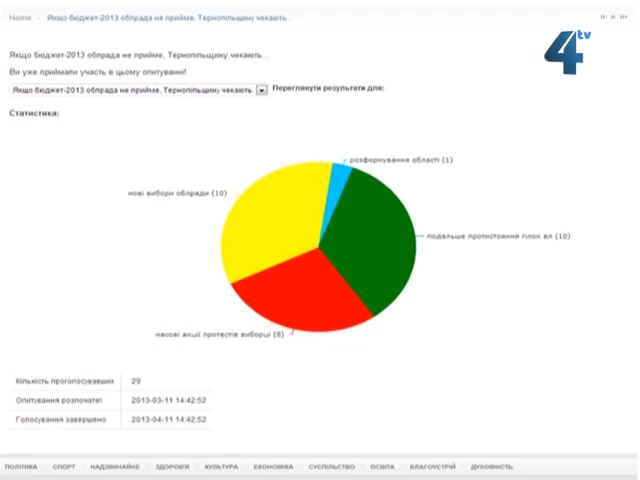 Home - Якщо бюджет-2013 облрада не прийме, Тернопільщину чекають...
4 tv
Якщо бюджет-2013 облрада не прийме, Тернопільщину чекають...
Ви уже приймали участь в цьому опитуванні!
Якщо бюджет-2013 облрада не прийме, Тернопільщину чекають. Переглянути результати для:
Статистика:
розформування області (1)
нові вибори облради (10)
подальше протистояння гілок вл (10)
масові акції протестів виборці (8)
Кількість проголосувавших 29
Опитування розпочатеі 2013-03-11 14:42:52
Голосування завершено 2013-04-11 14:42:52
ПОЛІТИКА СПОРТ НАДЗВИЧАЙНЕ ЗДОРОВ'Я КУЛЬТУРА ЕКОНОМІКА СУСПІЛЬСТВО ОСВІТА БЛАГОУСТРІЙ ДУХОВНІСТЬ